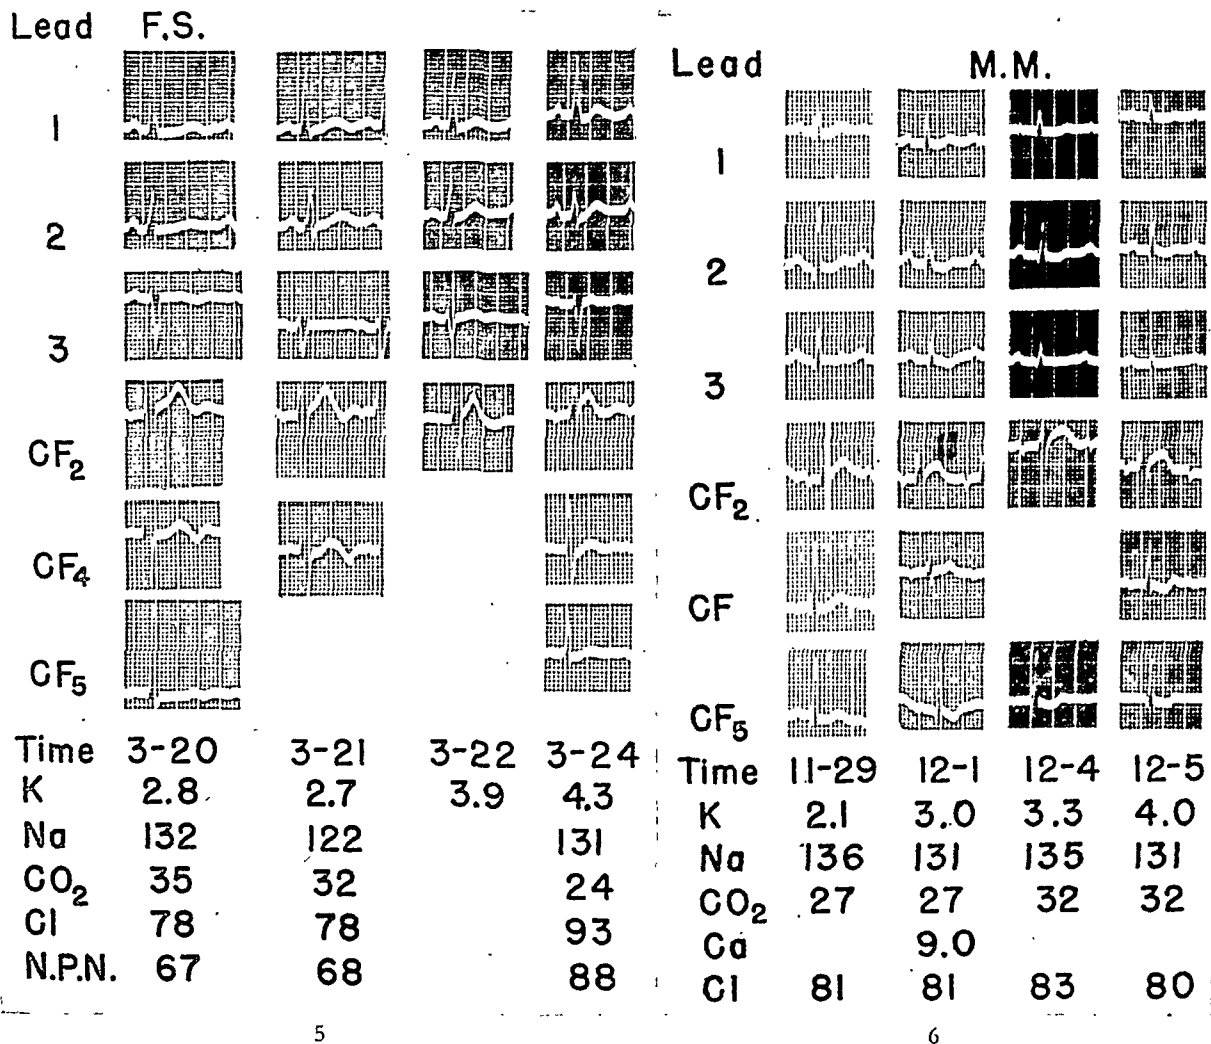 Lead F.S.
1
2
3
CF2
CF4
CF5
Time 3-20 3-21 3-22 3-24
K 2.8 2.7 3.9 4.3
Na 132 122 131
CO2 35 32 24
Cl 78 78 93
N.P.N. 67 68 88
5
Lead M.M.
1
2
3
CF2
CF
CF5
Time 11-29 12-1 12-4 12-5
K 2.1 3.0 3.3 4.0
Na 136 131 135 131
CO2 27 27 32 32
Ca 9.0
Cl 81 81 83 80
6